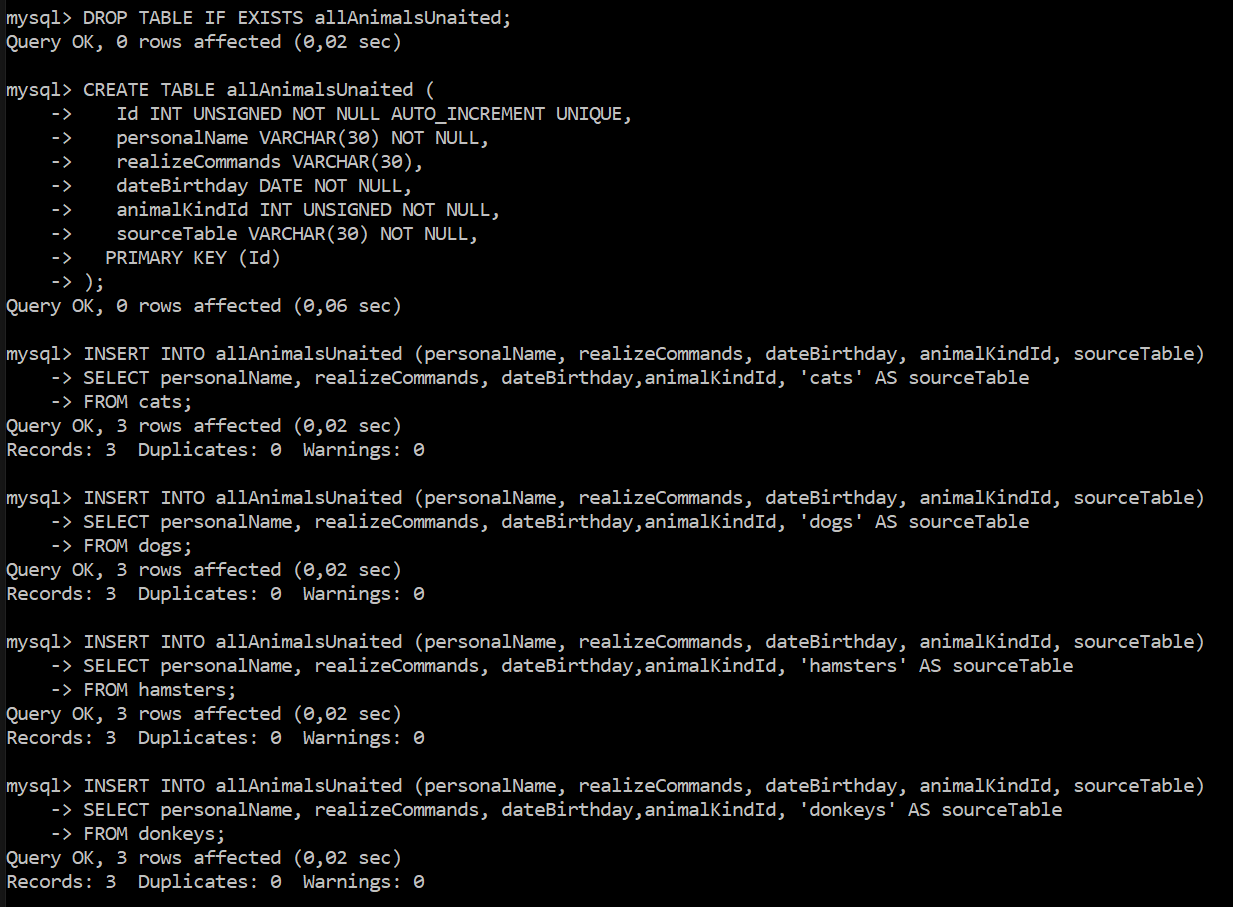 mysql> DROP TABLE IF EXISTS allAnimalsUnaited;
Query OK, 0 rows affected (0,02 sec)
mysql> CREATE TABLE allAnimalsUnaited (
    ->    Id INT UNSIGNED NOT NULL AUTO_INCREMENT UNIQUE,
    ->    personalName VARCHAR(30) NOT NULL,
    ->    realizeCommands VARCHAR(30),
    ->    dateBirthday DATE NOT NULL,
    ->    animalKindId INT UNSIGNED NOT NULL,
    ->    sourceTable VARCHAR(30) NOT NULL,
    ->   PRIMARY KEY (Id)
    -> );
Query OK, 0 rows affected (0,06 sec)
mysql> INSERT INTO allAnimalsUnaited (personalName, realizeCommands, dateBirthday, animalKindId, sourceTable)
    -> SELECT personalName, realizeCommands, dateBirthday,animalKindId, 'cats' AS sourceTable
    -> FROM cats;
Query OK, 3 rows affected (0,02 sec)
Records: 3  Duplicates: 0  Warnings: 0
mysql> INSERT INTO allAnimalsUnaited (personalName, realizeCommands, dateBirthday, animalKindId, sourceTable)
    -> SELECT personalName, realizeCommands, dateBirthday,animalKindId, 'dogs' AS sourceTable
    -> FROM dogs;
Query OK, 3 rows affected (0,02 sec)
Records: 3  Duplicates: 0  Warnings: 0
mysql> INSERT INTO allAnimalsUnaited (personalName, realizeCommands, dateBirthday, animalKindId, sourceTable)
    -> SELECT personalName, realizeCommands, dateBirthday,animalKindId, 'hamsters' AS sourceTable
    -> FROM hamsters;
Query OK, 3 rows affected (0,02 sec)
Records: 3  Duplicates: 0  Warnings: 0
mysql> INSERT INTO allAnimalsUnaited (personalName, realizeCommands, dateBirthday, animalKindId, sourceTable)
    -> SELECT personalName, realizeCommands, dateBirthday,animalKindId, 'donkeys' AS sourceTable
    -> FROM donkeys;
Query OK, 3 rows affected (0,02 sec)
Records: 3  Duplicates: 0  Warnings: 0